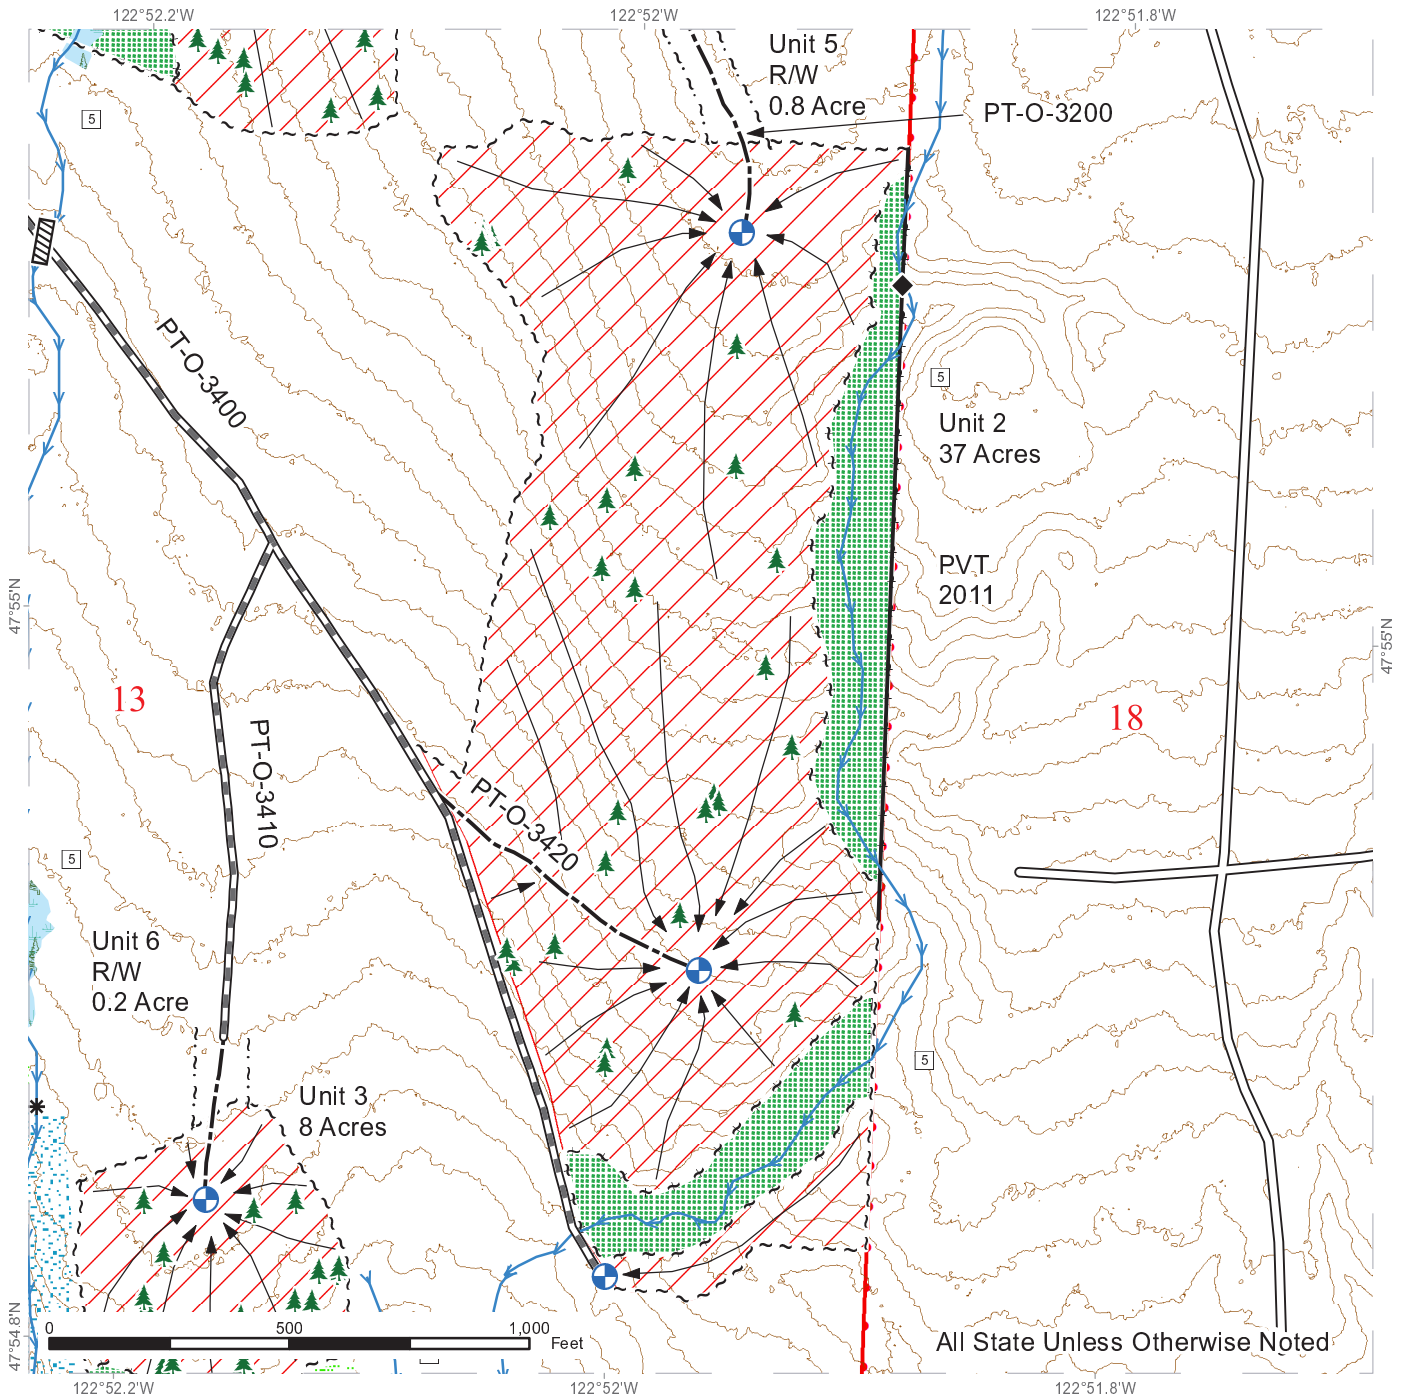 122°52.2'W
122°52'W
122°51.8'W
Unit 5
R/W
0.8 Acre
PT-O-3200
5
PT-O-3400
5
Unit 2
37 Acres
PVT
2011
47°55'N
47°55'N
13
18
PT-O-3410
PT-O-3420
5
Unit 6
R/W
0.2 Acre
5
Unit 3
8 Acres
47°54.8'N
0
500
1,000
Feet
All State Unless Otherwise Noted
122°52.2'W
122°52'W
122°51.8'W